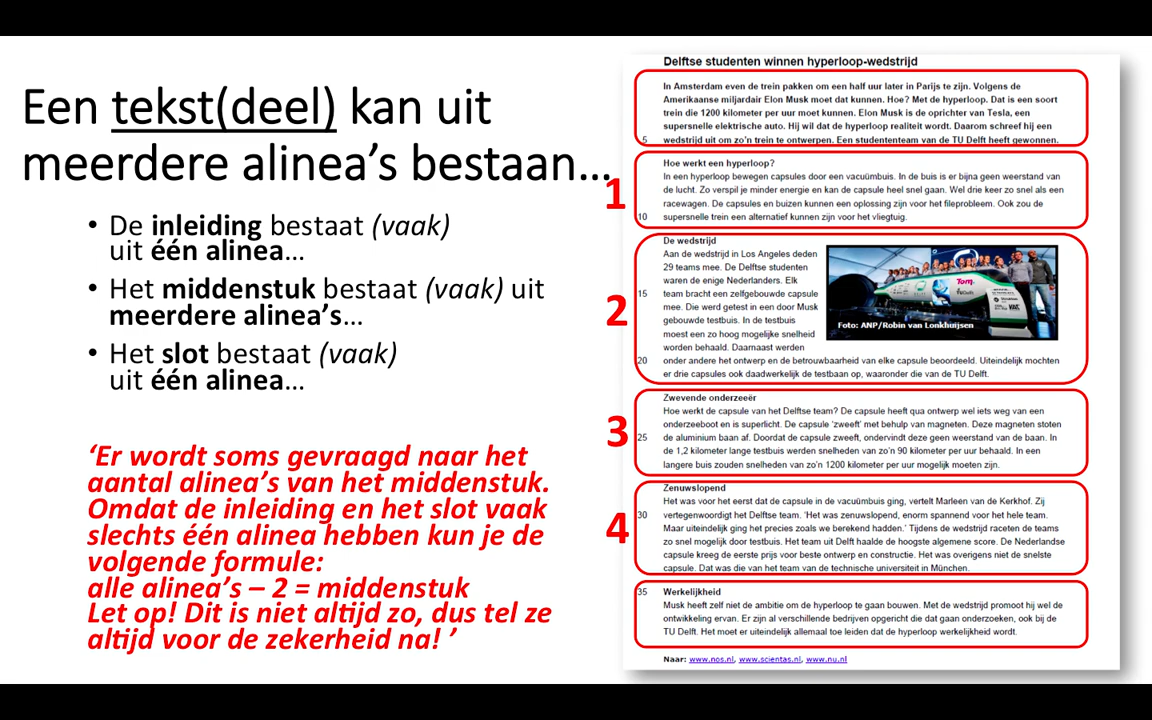 Een tekst(deel) kan uit
meerdere alinea's bestaan...
• De inleiding bestaat (vaak)
uit één alinea...
• Het middenstuk bestaat (vaak) uit
meerdere alinea's...
• Het slot bestaat (vaak)
uit één alinea...
'Er wordt soms gevraagd naar het
aantal alinea's van het middenstuk.
Omdat de inleiding en het slot vaak
slechts één alinea hebben kun je de
volgende formule:
alle alinea's – 2 = middenstuk
Let op! Dit is niet altijd zo, dus tel ze
altijd voor de zekerheid na! '
Delftse studenten winnen hyperloop-wedstrijd
In Amsterdam even de trein pakken om een half uur later in Parijs te zijn. Volgens de
Amerikaanse miljardair Elon Musk moet dat kunnen. Hoe? Met de hyperloop. Dat is een soort
trein die 1200 kilometer per uur moet kunnen. Elon Musk is de oprichter van Tesla, een
supersnelle elektrische auto. Hij wil dat de hyperloop realiteit wordt. Daarom schreef hij een
5 wedstrijd uit om zo'n trein te ontwerpen. Een studententeam van de TU Delft heeft gewonnen.
1
Hoe werkt een hyperloop?
In een hyperloop bewegen capsules door een vacuümbuis. In de buis is er bijna geen weerstand van
de lucht. Zo verspil je minder energie en kan de capsule heel snel gaan. Wel drie keer zo snel als een
racewagen. De capsules en buizen kunnen een oplossing zijn voor het fileprobleem. Ook zou de
10 supersnelle trein een alternatief kunnen zijn voor het vliegtuig.
2
De wedstrijd
Aan de wedstrijd in Los Angeles deden
29 teams mee. De Delftse studenten
waren de enige Nederlanders. Elk
15 team bracht een zelfgebouwde capsule
mee. Die werd getest in een door Musk
gebouwde testbuis. In de testbuis
moest een zo hoog mogelijke snelheid
worden behaald. Daarnaast werden
20 onder andere het ontwerp en de betrouwbaarheid van elke capsule beoordeeld. Uiteindelijk mochten
er drie capsules ook daadwerkelijk de testbaan op, waaronder die van de TU Delft.
Foto: ANP/Robin van Lonkhuijsen
3
Zwevende onderzeeër
Hoe werkt de capsule van het Delftse team? De capsule heeft qua ontwerp wel iets weg van een
onderzeeboot en is superlicht. De capsule 'zweeft' met behulp van magneten. Deze magneten stoten
25 de aluminium baan af. Doordat de capsule zweeft, ondervindt deze geen weerstand van de baan. In
de 1,2 kilometer lange testbuis werden snelheden van zo'n 90 kilometer per uur behaald. In een
langere buis zouden snelheden van zo'n 1200 kilometer per uur mogelijk moeten zijn.
4
Zenuwslopend
Het was voor het eerst dat de capsule in de vacuümbuis ging, vertelt Marleen van de Kerkhof. Zij
30 vertegenwoordigt het Delftse team. 'Het was zenuwslopend, enorm spannend voor het hele team.
Maar uiteindelijk ging het precies zoals we berekend hadden.' Tijdens de wedstrijd raceten de teams
zo snel mogelijk door testbuis. Het team uit Delft haalde de hoogste algemene score. De Nederlandse
capsule kreeg de eerste prijs voor beste ontwerp en constructie. Het was overigens niet de snelste
capsule. Dat was die van het team van de technische universiteit in München.
35 Werkelijkheid
Musk heeft zelf niet de ambitie om de hyperloop te gaan bouwen. Met de wedstrijd promoot hij wel de
ontwikkeling ervan. Er zijn al verschillende bedrijven opgericht die dat gaan onderzoeken, ook bij de
TU Delft. Het moet er uiteindelijk allemaal toe leiden dat de hyperloop werkelijkheid wordt.
Naar: www.nos.nl, www.scientas.nl, www.nu.nl